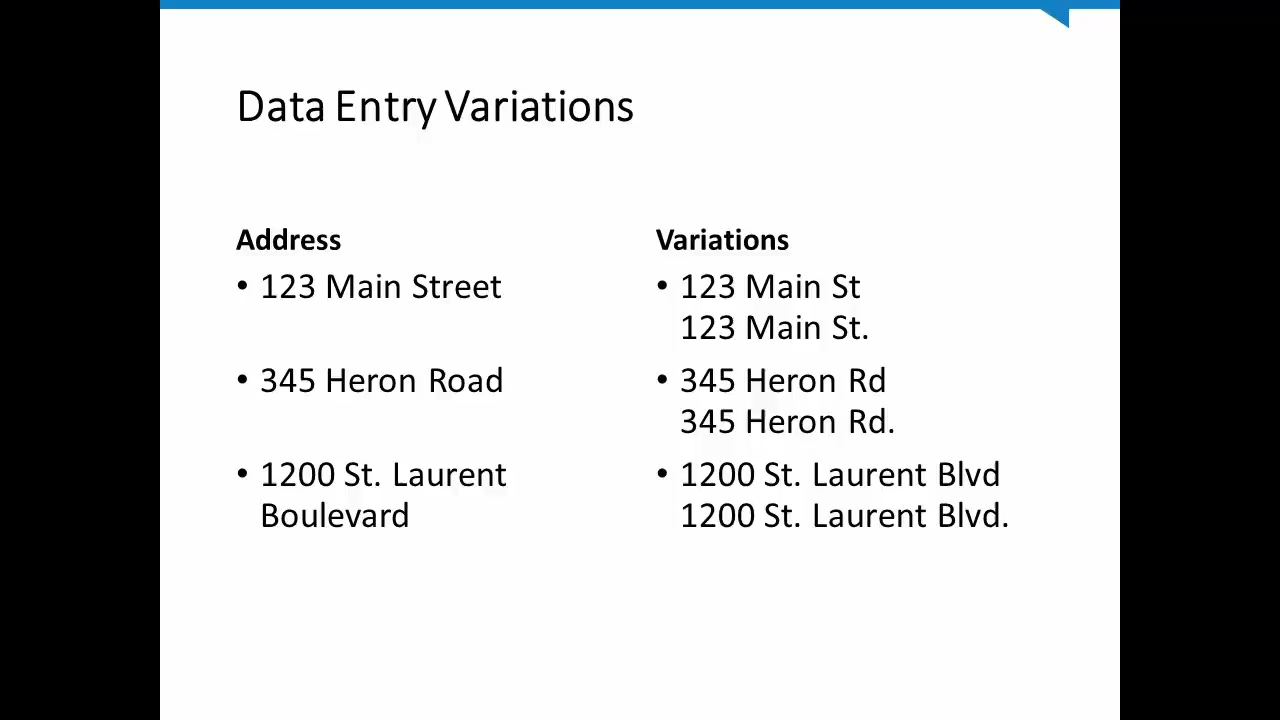 Data Entry Variations
Address
• 123 Main Street
• 345 Heron Road
• 1200 St. Laurent
Boulevard
Variations
• 123 Main St
123 Main St.
• 345 Heron Rd
345 Heron Rd.
• 1200 St. Laurent Blvd
1200 St. Laurent Blvd.